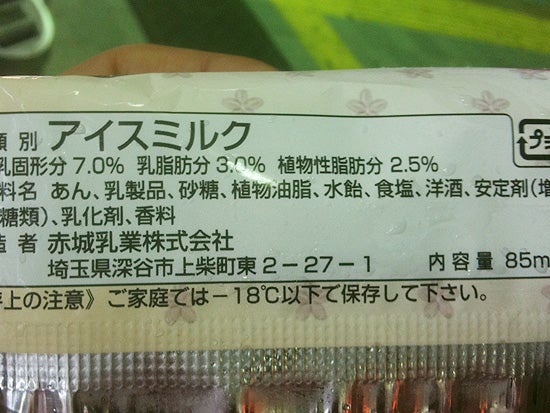 類別 アイスミルク
乳固形分 7.0% 乳脂肪分 3.0% 植物性脂肪分 2.5%
料名 あん、乳製品、砂糖、植物油脂、水飴、食塩、洋酒、安定剤(増
糖類)、乳化剤、香料
造者 赤城乳業株式会社
埼玉県深谷市上柴町東2-27-1 内容量 85m
上の注意》ご家庭では-18℃以下で保存して下さい。
プラ